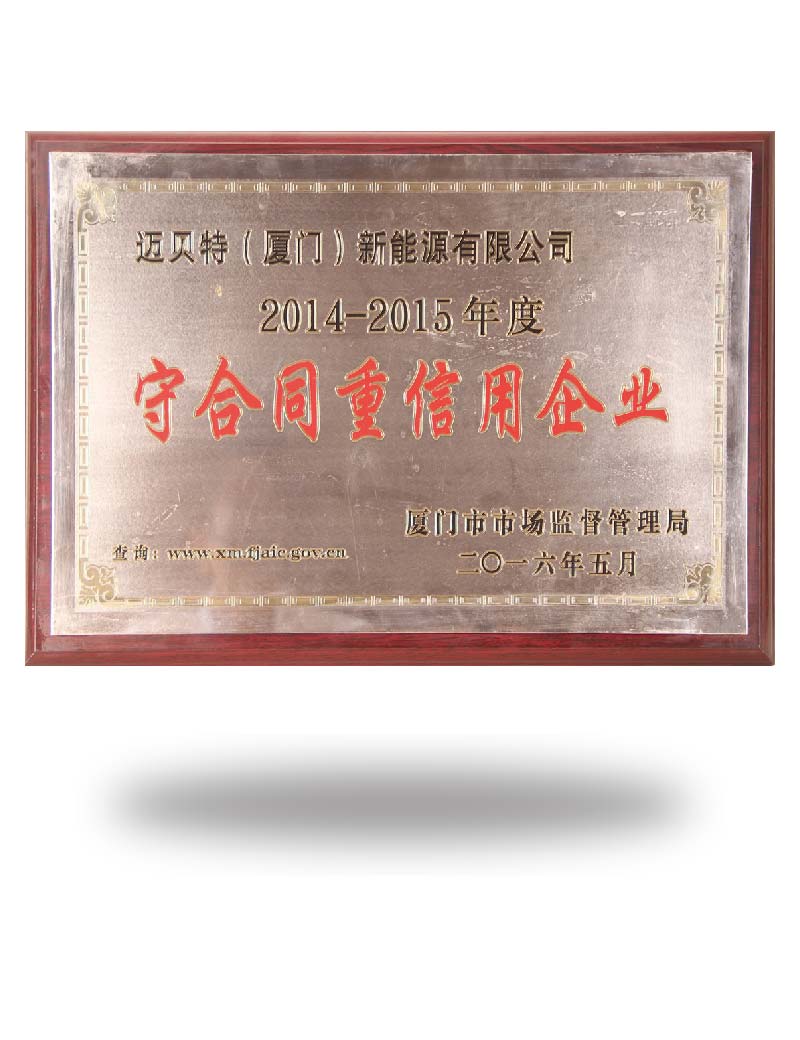 迈贝特（厦门）新能源有限公司
2014-2015年度
守合同重信用企业
厦门市市场监督管理局
查询：www.xm.fjaic.gov.cn
二〇一六年五月